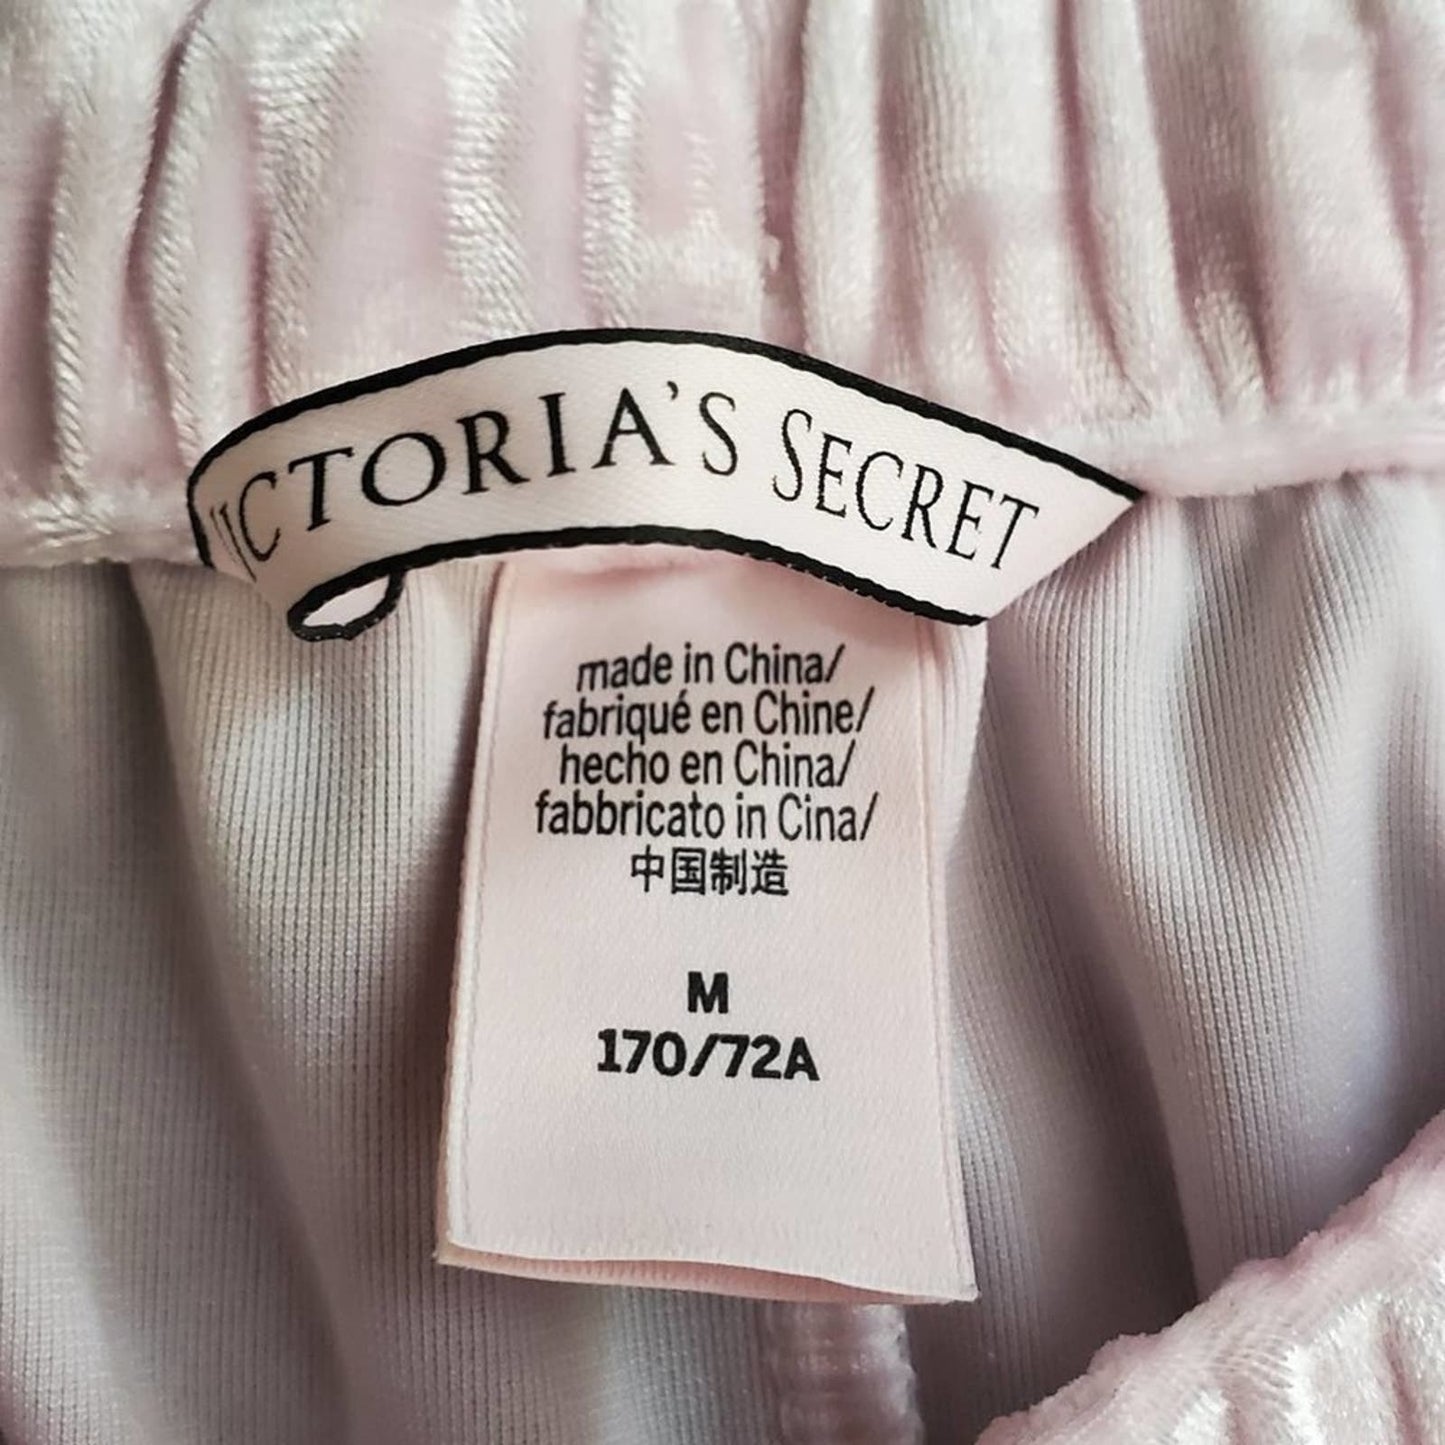 VICTORIA'S SECRET
made in China/
fabriqué en Chine/
hecho en China/
fabbricato in Cina/
中国制造
M
170/72A